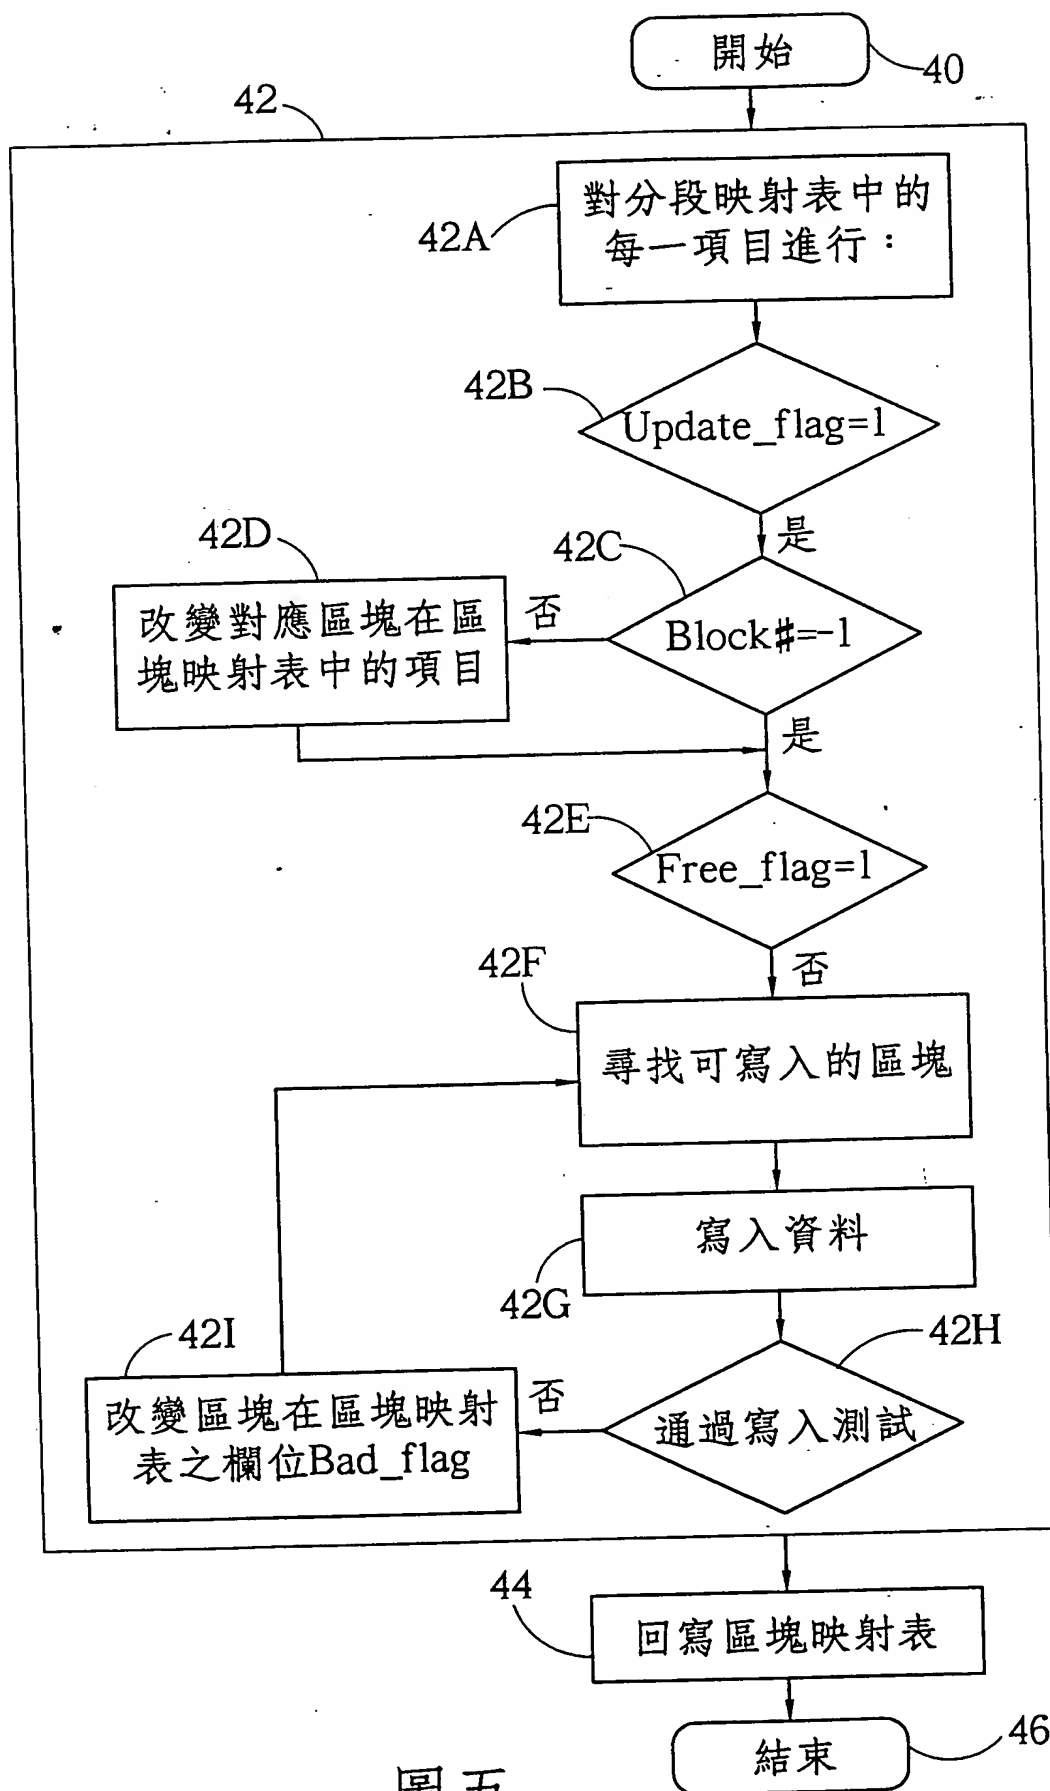 開始
40
42
42A
對分段映射表中的
每一項目進行：
42B
Update_flag=1
是
42D
42C
改變對應區塊在區
塊映射表中的項目
否
Block#=-1
是
42E
Free_flag=1
42F
否
尋找可寫入的區塊
寫入資料
42G
42I
42H
改變區塊在區塊映射
表之欄位Bad_flag
否
通過寫入測試
44
回寫區塊映射表
結束
46
圖五